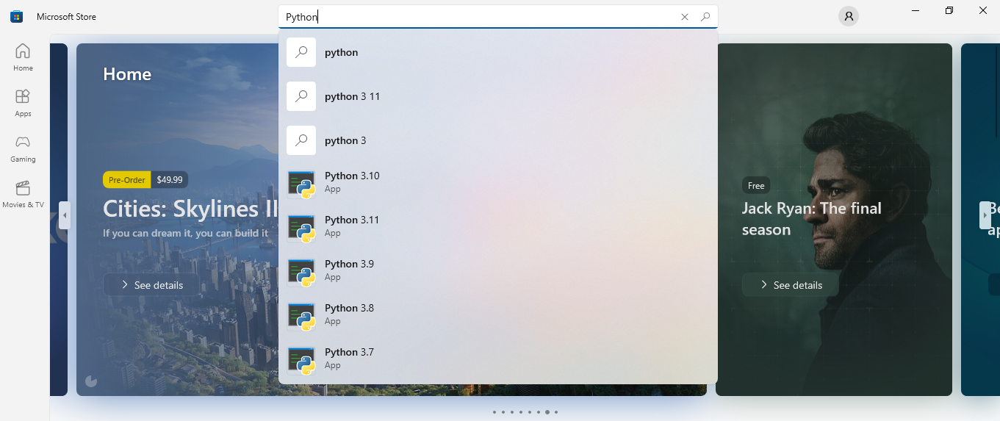 Microsoft Store
Python
Home
Apps
Gaming
Movies & TV
Home
Pre-Order $49.99
Cities: Skylines II
If you can dream it, you can build it
See details
python
python 3 11
python 3
Python 3.10
App
Python 3.11
App
Python 3.9
App
Python 3.8
App
Python 3.7
App
Free
Jack Ryan: The final
season
See details